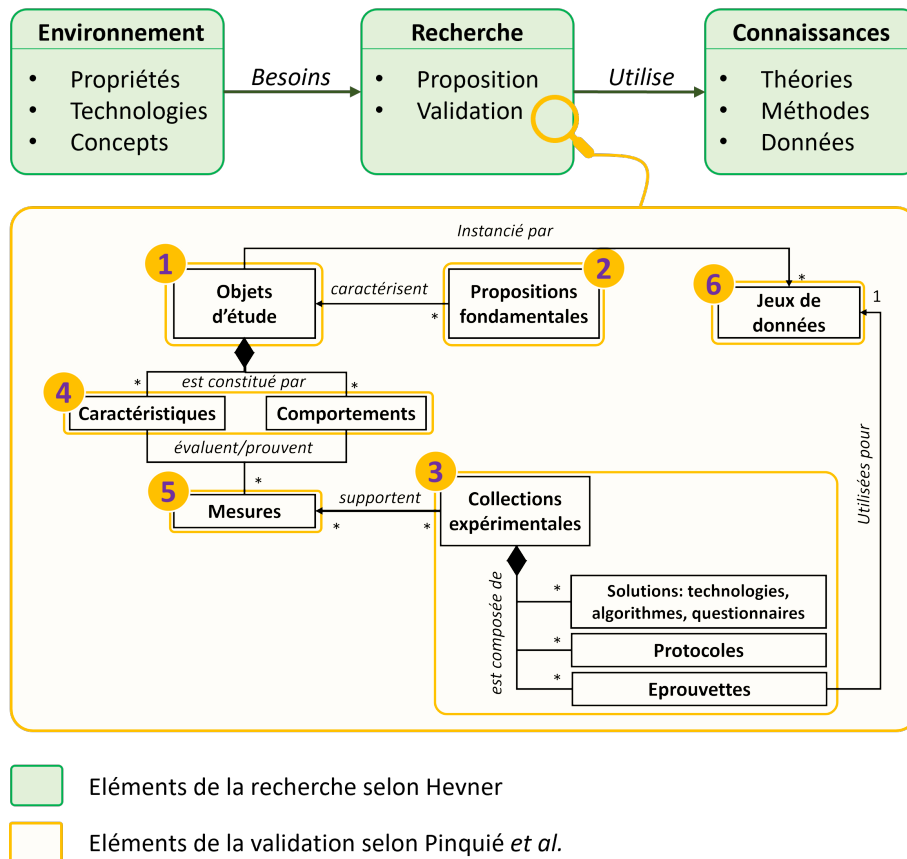 Environnement
• Propriétés
• Technologies
• Concepts
Besoins
Recherche
• Proposition
• Validation
Utilise
Connaissances
• Théories
• Méthodes
• Données
Instancié par
1
Objets
d'étude
caractérisent
*
2
Propositions
fondamentales
*
6
Jeux de
données
1
est constitué par
*
*
4
Caractéristiques
Comportements
évaluent/prouvent
*
5
Mesures
supportent
*
*
3
Collections
expérimentales
Utilisées pour
est composée de
*
Solutions: technologies,
algorithmes, questionnaires
Protocoles
*
Eprouvettes
Eléments de la recherche selon Hevner
Eléments de la validation selon Pinquié et al.